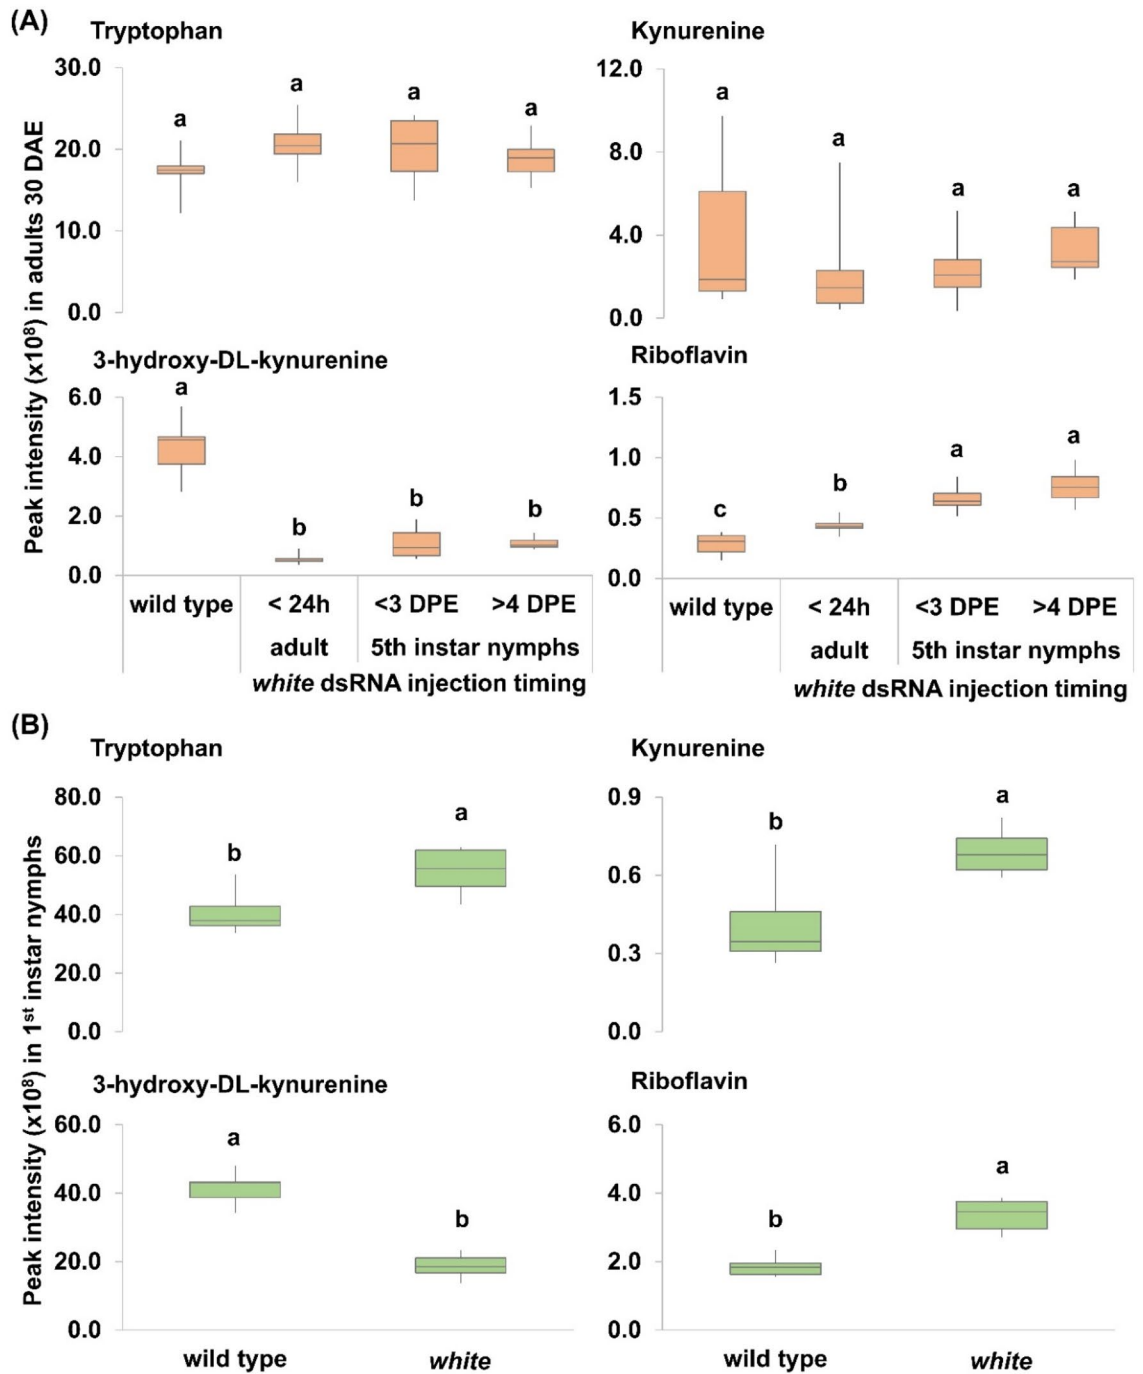 (A)
Tryptophan
Kynurenine
Peak intensity (x10⁸) in adults 30 DAE
30.0
20.0
10.0
0.0
a
a
a
a
12.0
8.0
4.0
0.0
a
a
a
a
3-hydroxy-DL-kynurenine
Riboflavin
6.0
4.0
2.0
0.0
a
b
b
b
1.5
1.0
0.5
0.0
c
b
a
a
wild type
< 24h
<3 DPE
>4 DPE
adult
5th instar nymphs
white dsRNA injection timing
wild type
< 24h
<3 DPE
>4 DPE
adult
5th instar nymphs
white dsRNA injection timing
(B)
Tryptophan
Kynurenine
Peak intensity (x10⁸) in 1st instar nymphs
80.0
60.0
40.0
20.0
0.0
b
a
0.9
0.6
0.3
0.0
b
a
3-hydroxy-DL-kynurenine
Riboflavin
60.0
40.0
20.0
0.0
a
b
6.0
4.0
2.0
0.0
b
a
wild type
white
wild type
white